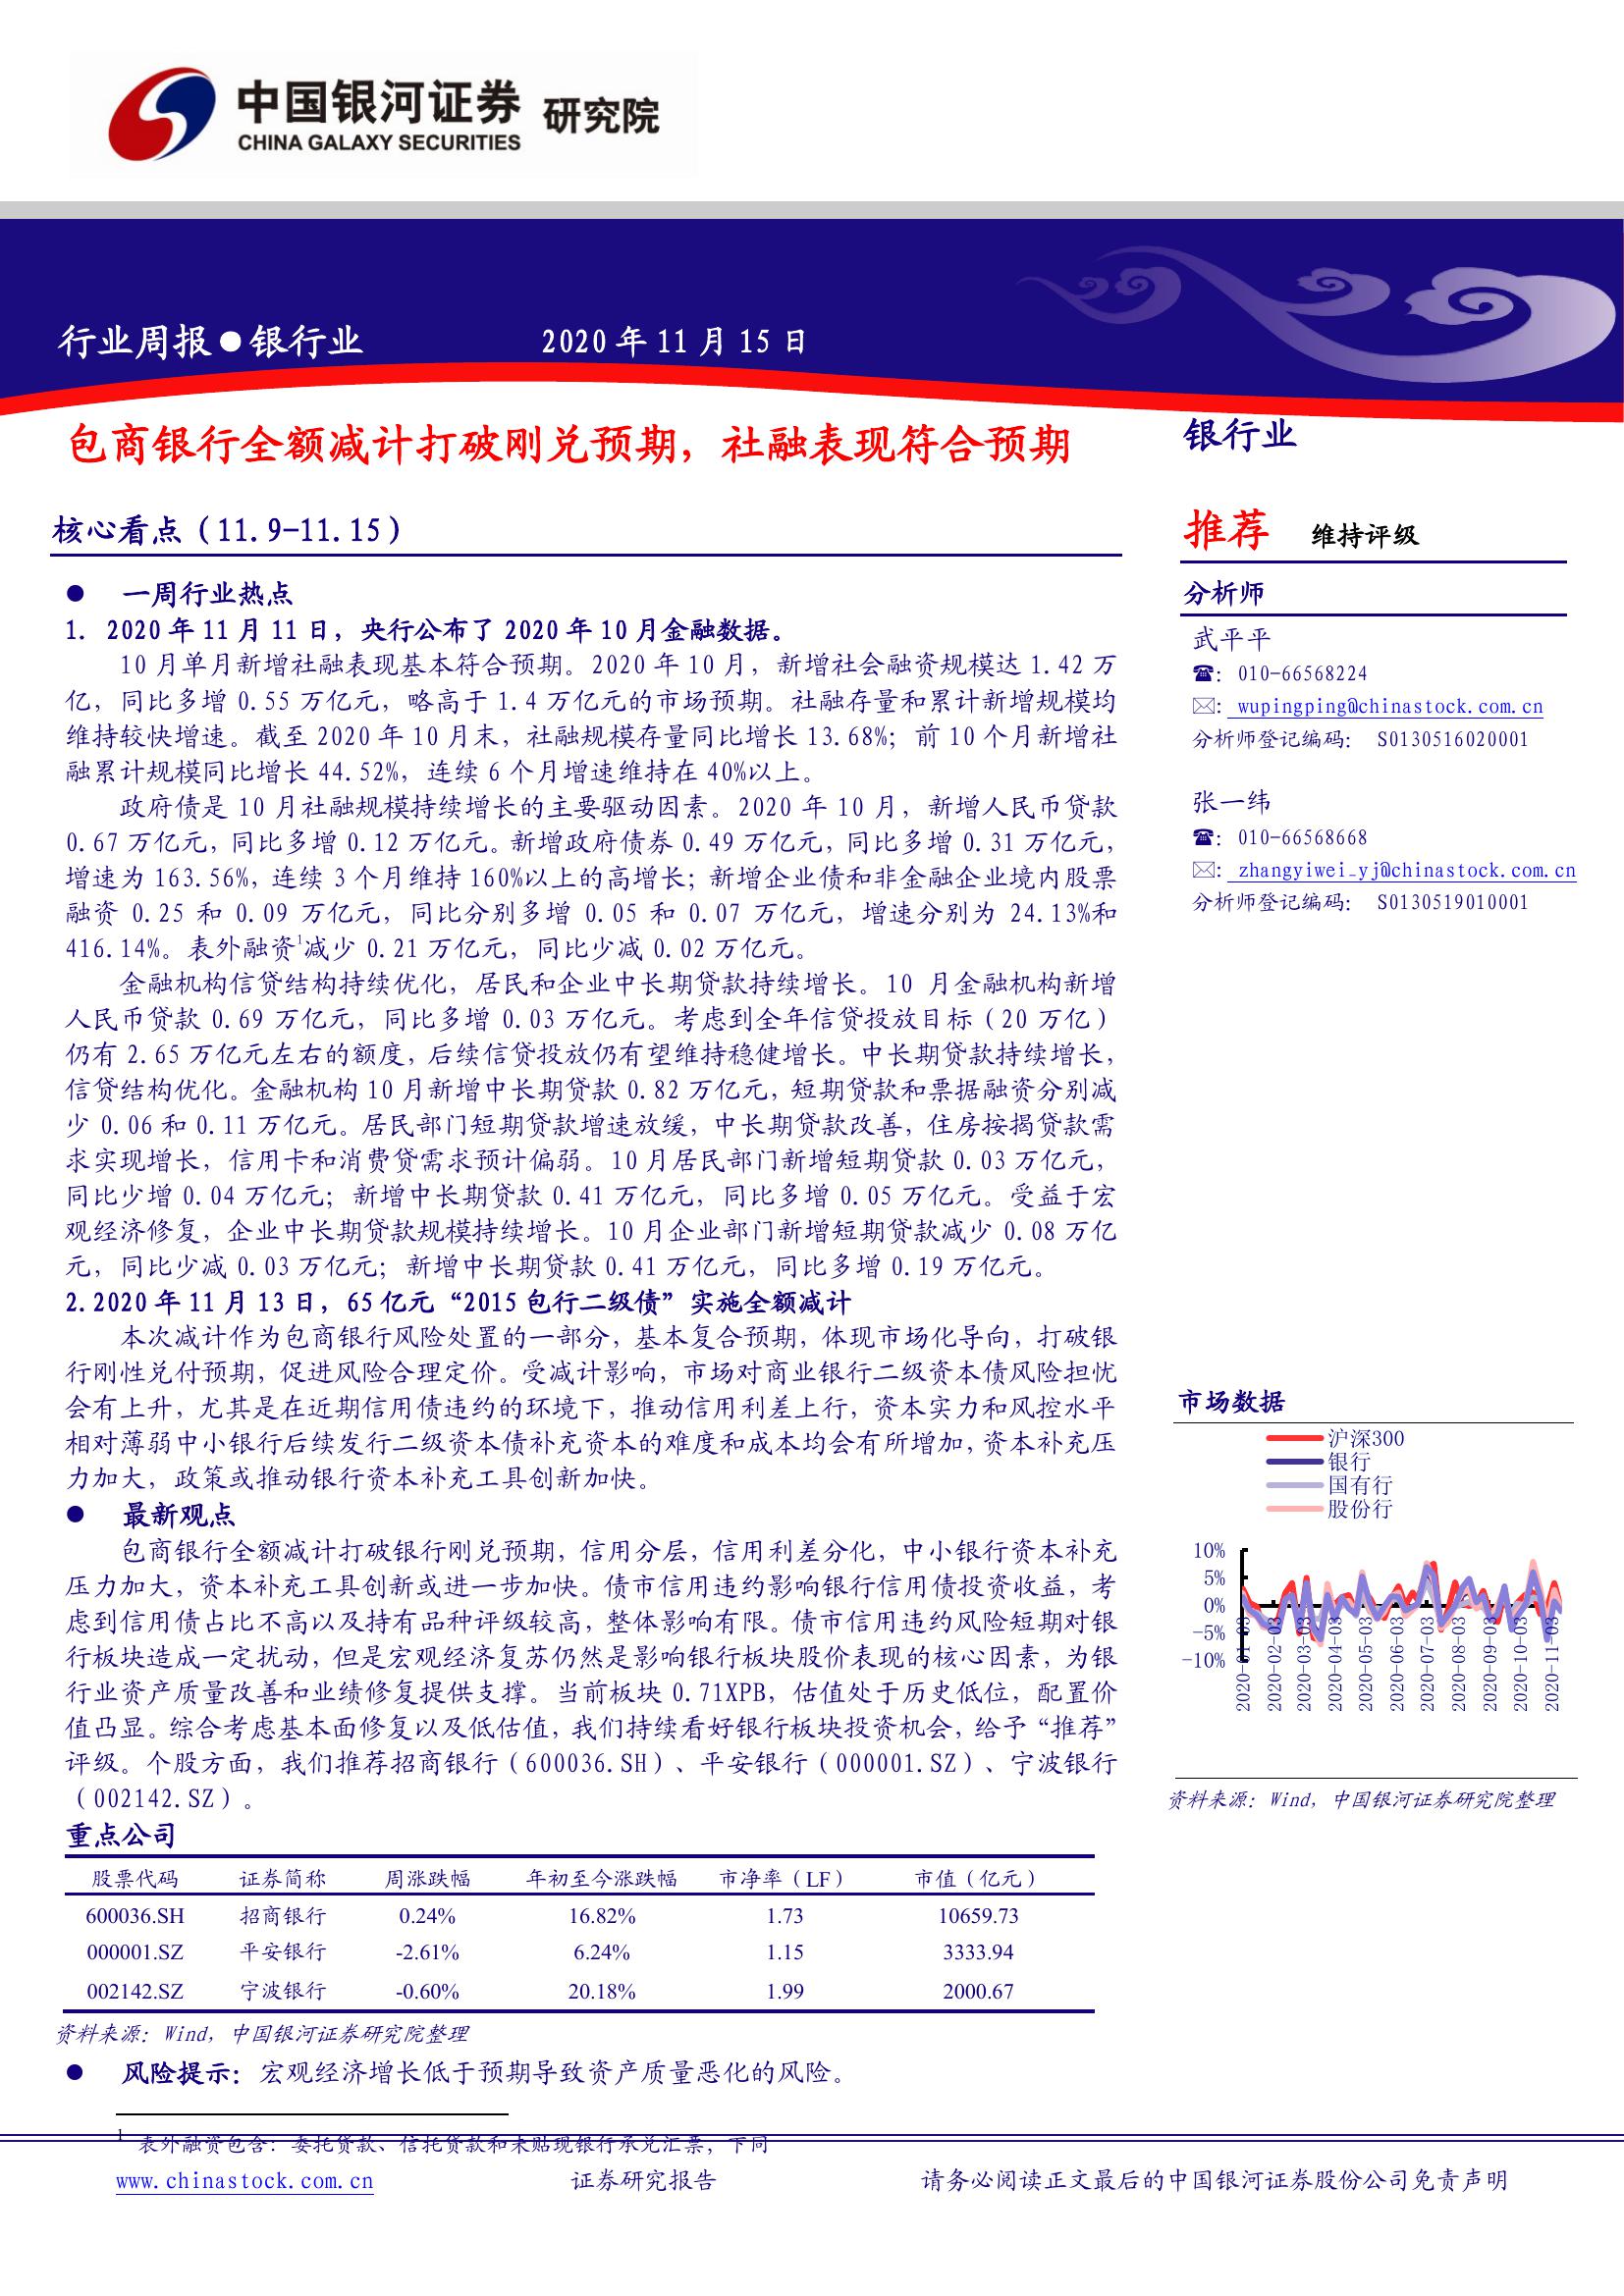 中国银河证券 研究院
CHINA GALAXY SECURITIES
行业周报●银行业 2020 年 11 月 15 日
包商银行全额减计打破刚兑预期，社融表现符合预期
核心看点（11.9-11.15）
● 一周行业热点
1. 2020 年 11 月 11 日，央行公布了 2020 年 10 月金融数据。
10 月单月新增社融表现基本符合预期。2020 年 10 月，新增社会融资规模达 1.42 万
亿，同比多增 0.55 万亿元，略高于 1.4 万亿元的市场预期。社融存量和累计新增规模均
维持较快增速。截至 2020 年 10 月末，社融规模存量同比增长 13.68%；前 10 个月新增社
融累计规模同比增长 44.52%，连续 6 个月增速维持在 40%以上。
政府债是 10 月社融规模持续增长的主要驱动因素。2020 年 10 月，新增人民币贷款
0.67 万亿元，同比多增 0.12 万亿元。新增政府债券 0.49 万亿元，同比多增 0.31 万亿元，
增速为 163.56%，连续 3 个月维持 160%以上的高增长；新增企业债和非金融企业境内股票
融资 0.25 和 0.09 万亿元，同比分别多增 0.05 和 0.07 万亿元，增速分别为 24.13%和
416.14%。表外融资1减少 0.21 万亿元，同比少减 0.02 万亿元。
金融机构信贷结构持续优化，居民和企业中长期贷款持续增长。10 月金融机构新增
人民币贷款 0.69 万亿元，同比多增 0.03 万亿元。考虑到全年信贷投放目标（20 万亿）
仍有 2.65 万亿元左右的额度，后续信贷投放仍有望维持稳健增长。中长期贷款持续增长，
信贷结构优化。金融机构 10 月新增中长期贷款 0.82 万亿元，短期贷款和票据融资分别减
少 0.06 和 0.11 万亿元。居民部门短期贷款增速放缓，中长期贷款改善，住房按揭贷款需
求实现增长，信用卡和消费贷需求预计偏弱。10 月居民部门新增短期贷款 0.03 万亿元，
同比少增 0.04 万亿元；新增中长期贷款 0.41 万亿元，同比多增 0.05 万亿元。受益于宏
观经济修复，企业中长期贷款规模持续增长。10 月企业部门新增短期贷款减少 0.08 万亿
元，同比少减 0.03 万亿元；新增中长期贷款 0.41 万亿元，同比多增 0.19 万亿元。
2.2020 年 11 月 13 日，65 亿元“2015 包行二级债”实施全额减计
本次减计作为包商银行风险处置的一部分，基本复合预期，体现市场化导向，打破银
行刚性兑付预期，促进风险合理定价。受减计影响，市场对商业银行二级资本债风险担忧
会有上升，尤其是在近期信用债违约的环境下，推动信用利差上行，资本实力和风控水平
相对薄弱中小银行后续发行二级资本债补充资本的难度和成本均会有所增加，资本补充压
力加大，政策或推动银行资本补充工具创新加快。
● 最新观点
包商银行全额减计打破银行刚兑预期，信用分层，信用利差分化，中小银行资本补充
压力加大，资本补充工具创新或进一步加快。债市信用违约影响银行信用债投资收益，考
虑到信用债占比不高以及持有品种评级较高，整体影响有限。债市信用违约风险短期对银
行板块造成一定扰动，但是宏观经济复苏仍然是影响银行板块股价表现的核心因素，为银
行业资产质量改善和业绩修复提供支撑。当前板块 0.71XPB，估值处于历史低位，配置价
值凸显。综合考虑基本面修复以及低估值，我们持续看好银行板块投资机会，给予“推荐”
评级。个股方面，我们推荐招商银行（600036.SH）、平安银行（000001.SZ）、宁波银行
（002142.SZ）。
重点公司
股票代码 证券简称 周涨跌幅 年初至今涨跌幅 市净率（LF） 市值（亿元）
600036.SH 招商银行 0.24% 16.82% 1.73 10659.73
000001.SZ 平安银行 -2.61% 6.24% 1.15 3333.94
002142.SZ 宁波银行 -0.60% 20.18% 1.99 2000.67
资料来源：Wind，中国银河证券研究院整理
● 风险提示：宏观经济增长低于预期导致资产质量恶化的风险。
银行业
推荐 维持评级
分析师
武平平
☎：010-66568224
✉：wupingping@chinastock.com.cn
分析师登记编码： S0130516020001
张一纬
☎：010-66568668
✉：zhangyiwei_yj@chinastock.com.cn
分析师登记编码： S0130519010001
市场数据
沪深300
银行
国有行
股份行
10%
5%
0%
-5%
-10%
2020-01-03
2020-02-03
2020-03-03
2020-04-03
2020-05-03
2020-06-03
2020-07-03
2020-08-03
2020-09-03
2020-10-03
2020-11-03
资料来源：Wind，中国银河证券研究院整理
1 表外融资包含：委托贷款、信托贷款和未贴现银行承兑汇票，下同
www.chinastock.com.cn 证券研究报告 请务必阅读正文最后的中国银河证券股份公司免责声明